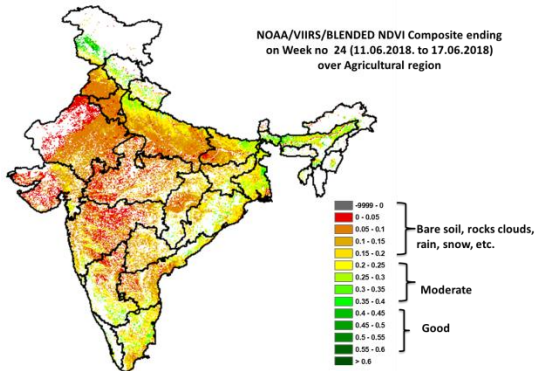 NOAA/VIIRS/BLENDED NDVI Composite ending
on Week no 24 (11.06.2018. to 17.06.2018)
over Agricultural region
-9999 - 0
0 - 0.05
0.05 - 0.1
0.1 - 0.15
0.15 - 0.2
0.2 - 0.25
0.25 - 0.3
0.3 - 0.35
0.35 - 0.4
0.4 - 0.45
0.45 - 0.5
0.5 - 0.55
0.55 - 0.6
> 0.6
Bare soil, rocks clouds,
rain, snow, etc.
Moderate
Good